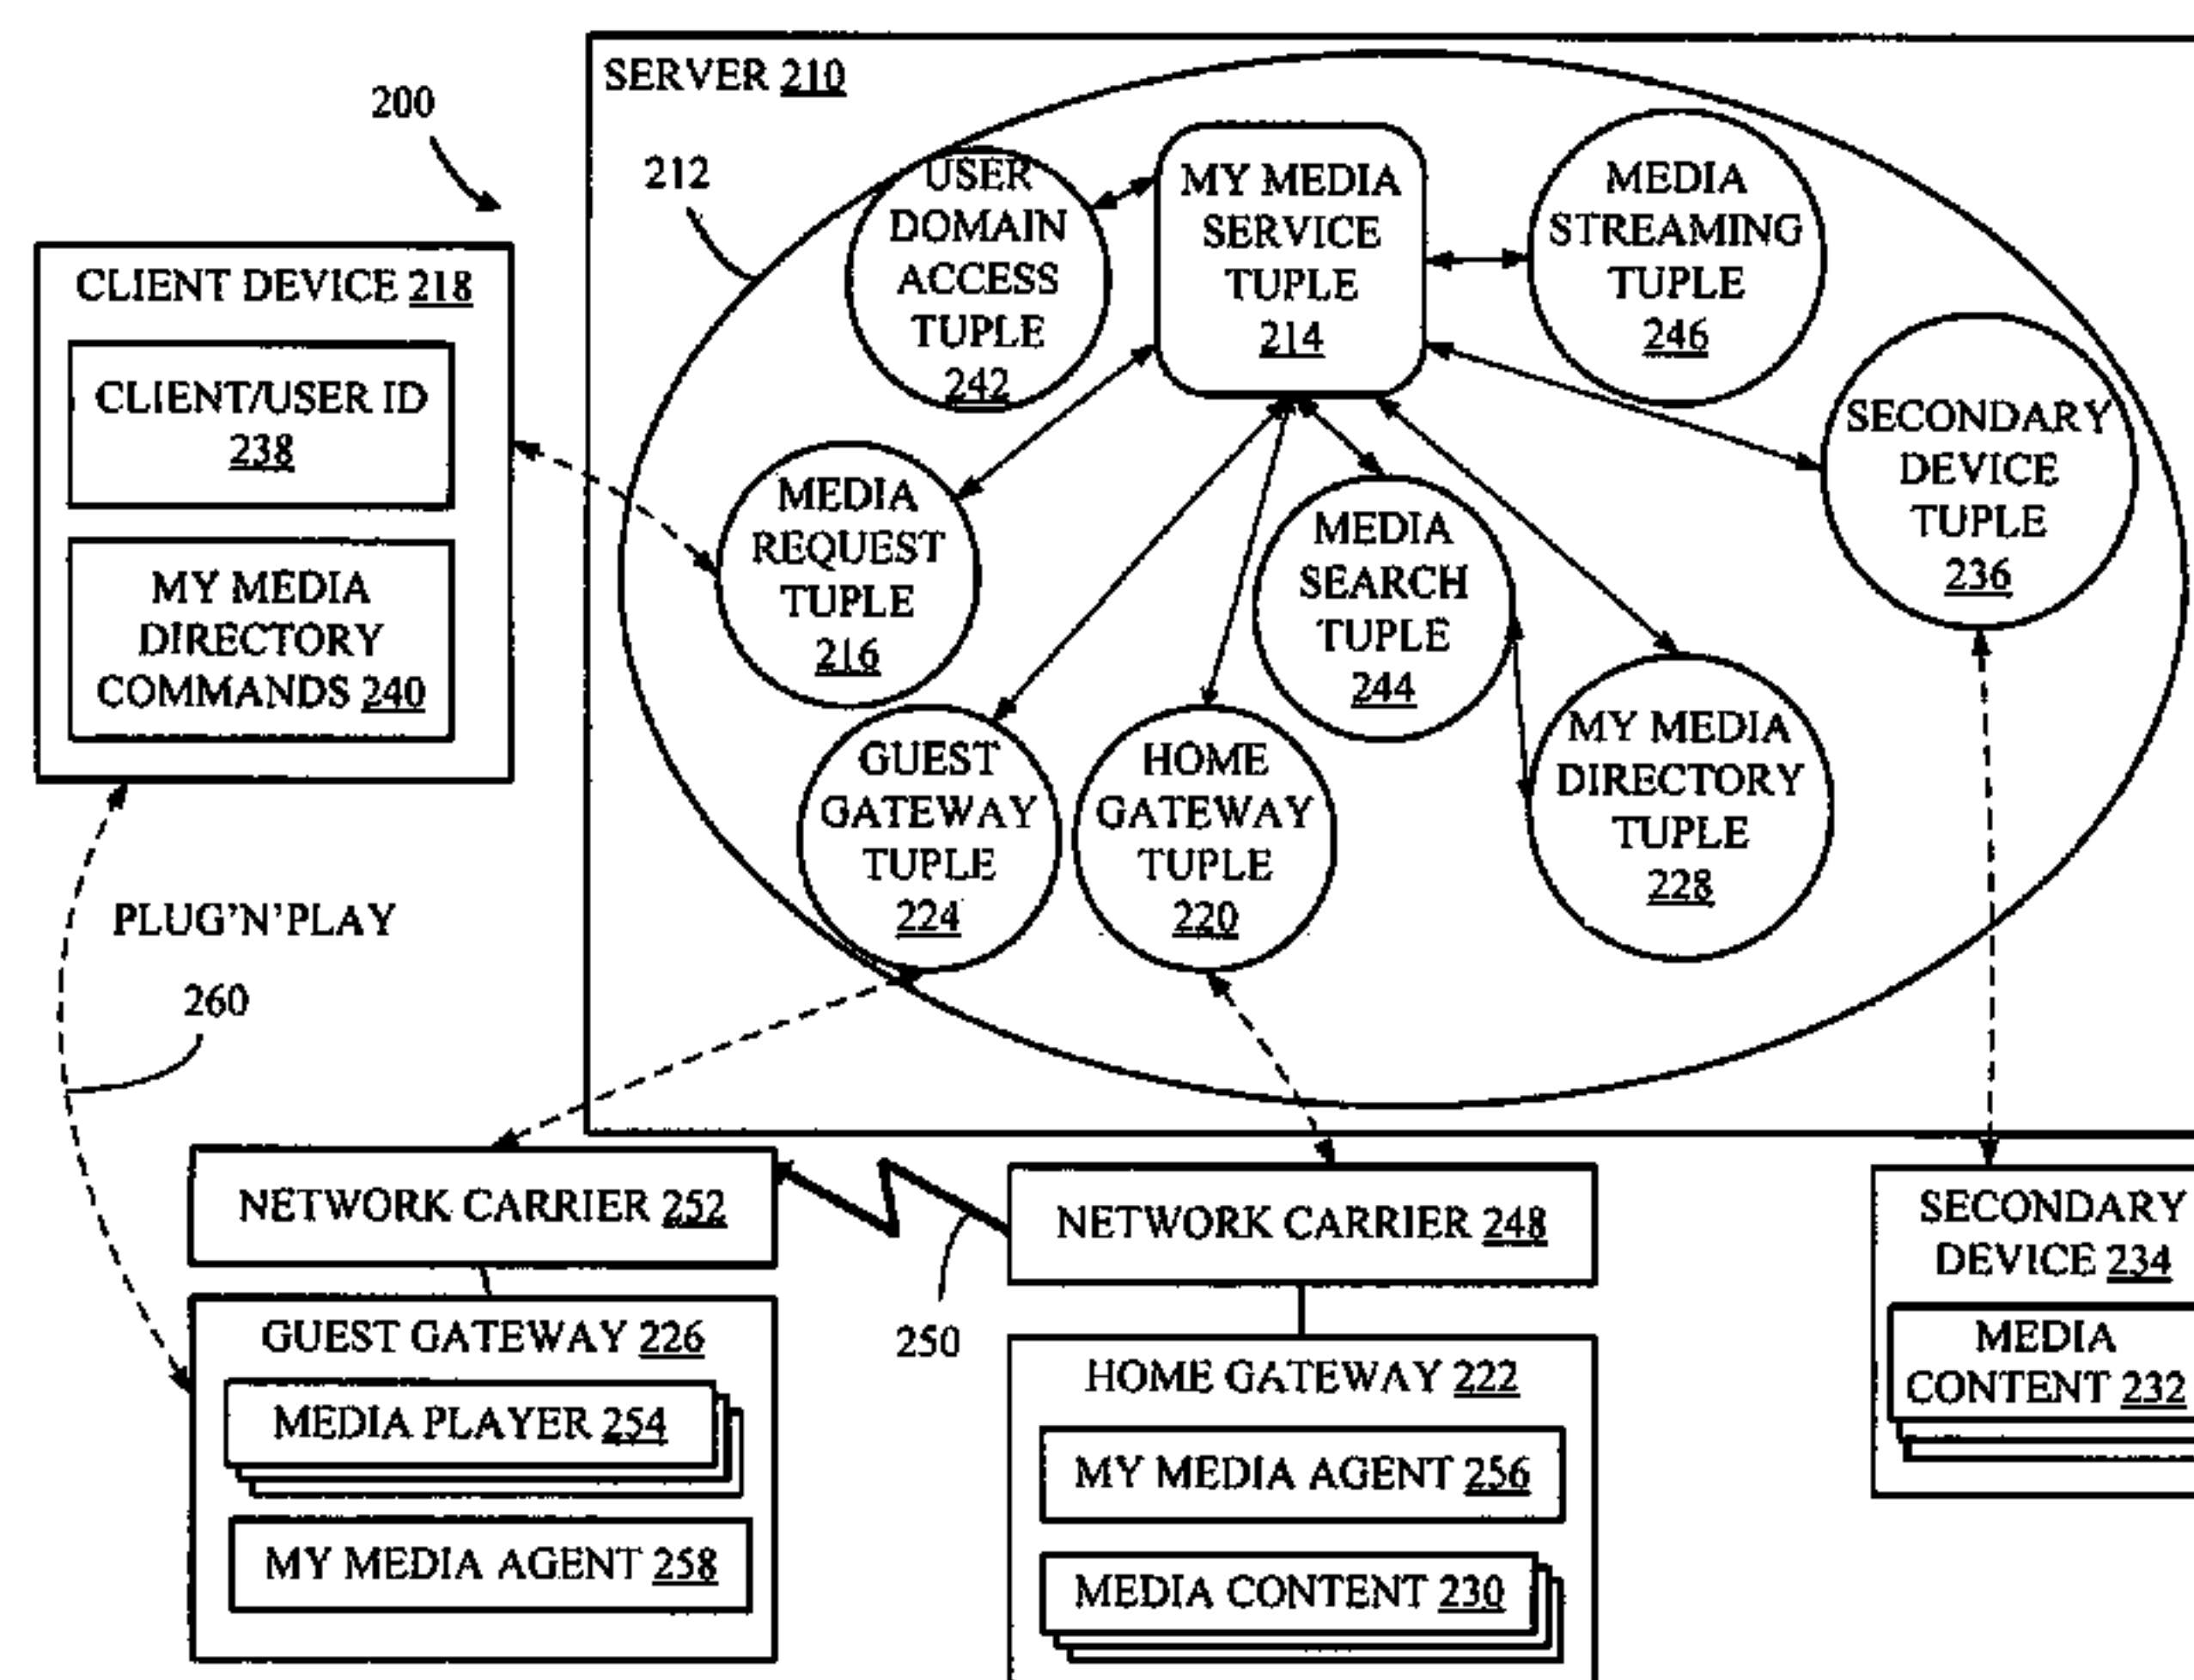 200
SERVER 210
212
USER
DOMAIN
ACCESS
TUPLE
242
MY MEDIA
SERVICE
TUPLE
214
MEDIA
STREAMING
TUPLE
246
CLIENT DEVICE 218
CLIENT/USER ID
238
MY MEDIA
DIRECTORY
COMMANDS 240
MEDIA
REQUEST
TUPLE
216
MEDIA
SEARCH
TUPLE
244
SECONDARY
DEVICE
TUPLE
236
GUEST
GATEWAY
TUPLE
224
HOME
GATEWAY
TUPLE
220
MY MEDIA
DIRECTORY
TUPLE
228
PLUG'N'PLAY
260
NETWORK CARRIER 252
250
NETWORK CARRIER 248
SECONDARY
DEVICE 234
MEDIA
CONTENT 232
GUEST GATEWAY 226
MEDIA PLAYER 254
MY MEDIA AGENT 258
HOME GATEWAY 222
MY MEDIA AGENT 256
MEDIA CONTENT 230